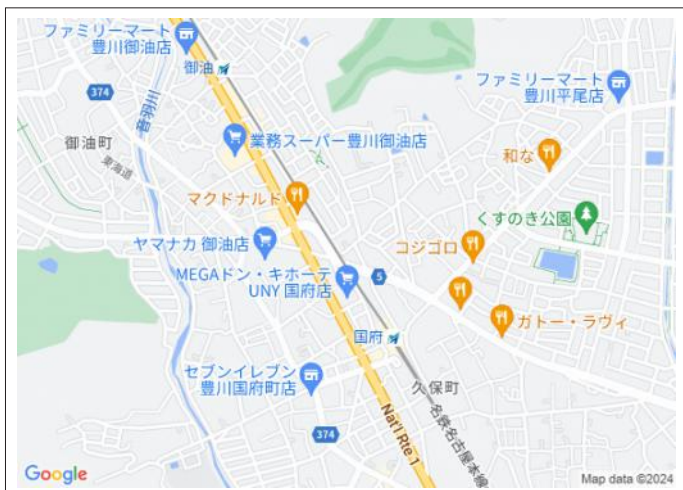 ファミリーマート
豊川御油店
御油
374
ファミリーマート
豊川平尾店
音羽川
御油町
東海道
業務スーパー豊川御油店
和な
マクドナルド
くすのき公園
ヤマナカ 御油店
コジゴロ
MEGAドン・キホーテ
UNY 国府店
5
ガトー・ラヴィ
国府
セブンイレブン
豊川国府町店
久保町
374
Nat'l Rte 1
名鉄名古屋本線
Google
Map data ©2024